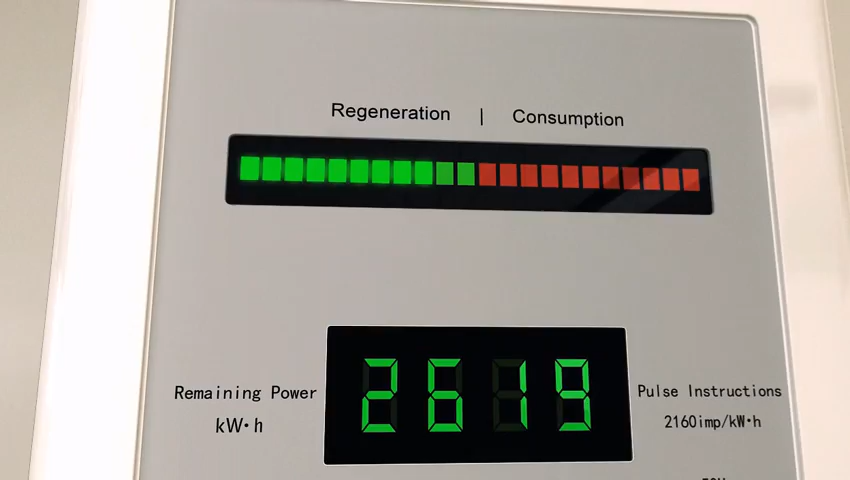 Regeneration | Consumption
Remaining Power
kW·h
2619
Pulse Instructions
2160imp/kW·h